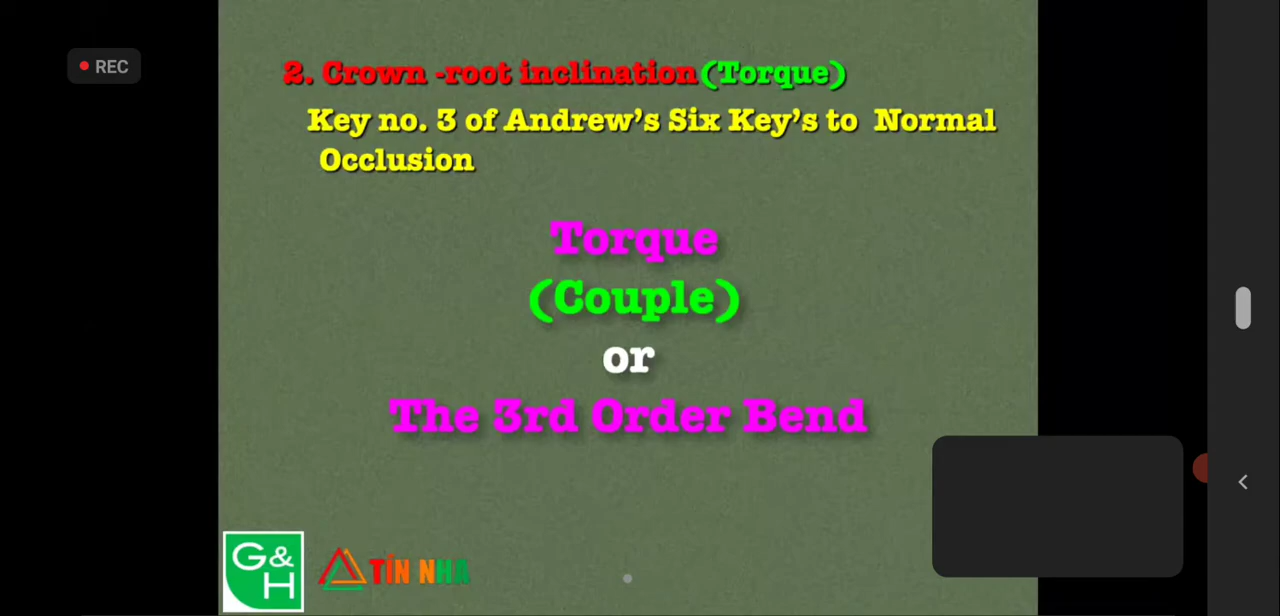 REC
2. Crown -root inclination(Torque)
Key no. 3 of Andrew's Six Key's to Normal
Occlusion
Torque
(Couple)
or
The 3rd Order Bend
G&H
TÍN NHA